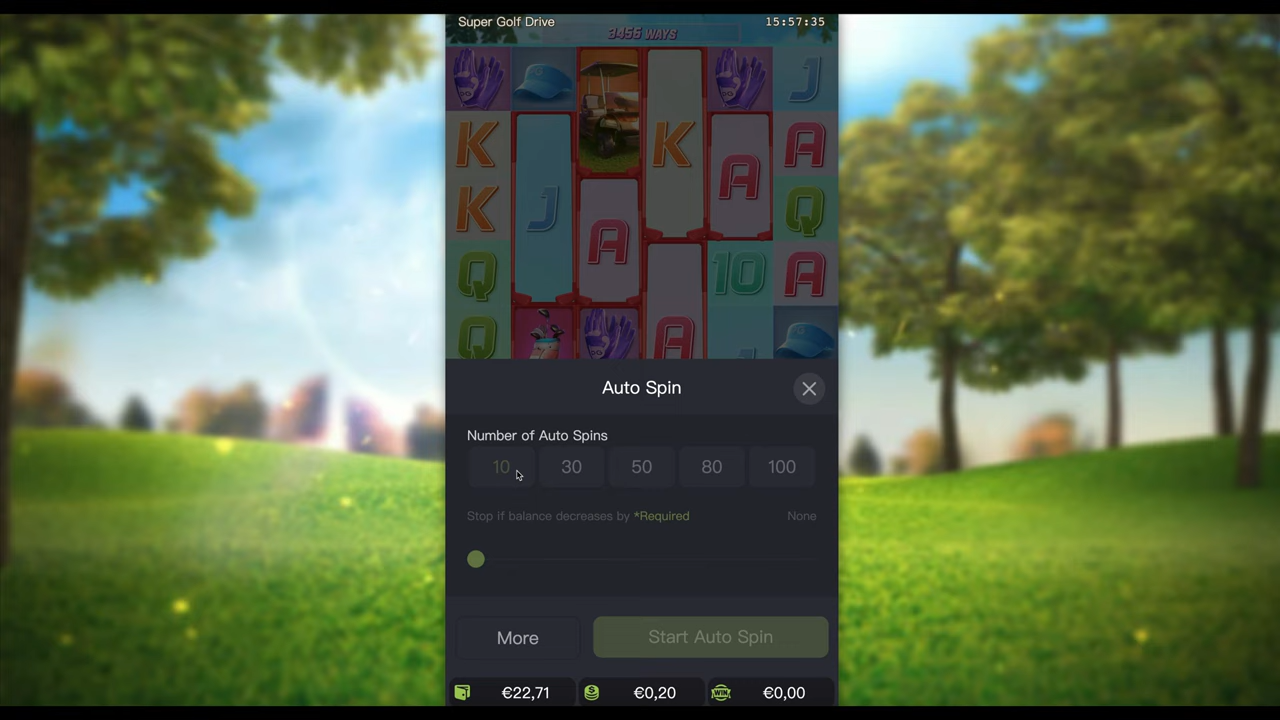 Super Golf Drive
15:57:35
3456 WAYS
J
K
K
A
A
K
J
A
Q
Q
A
10
A
Q
A
Auto Spin
Number of Auto Spins
10 30 50 80 100
Stop if balance decreases by *Required
None
More
Start Auto Spin
€22,71
€0,20
WIN
€0,00